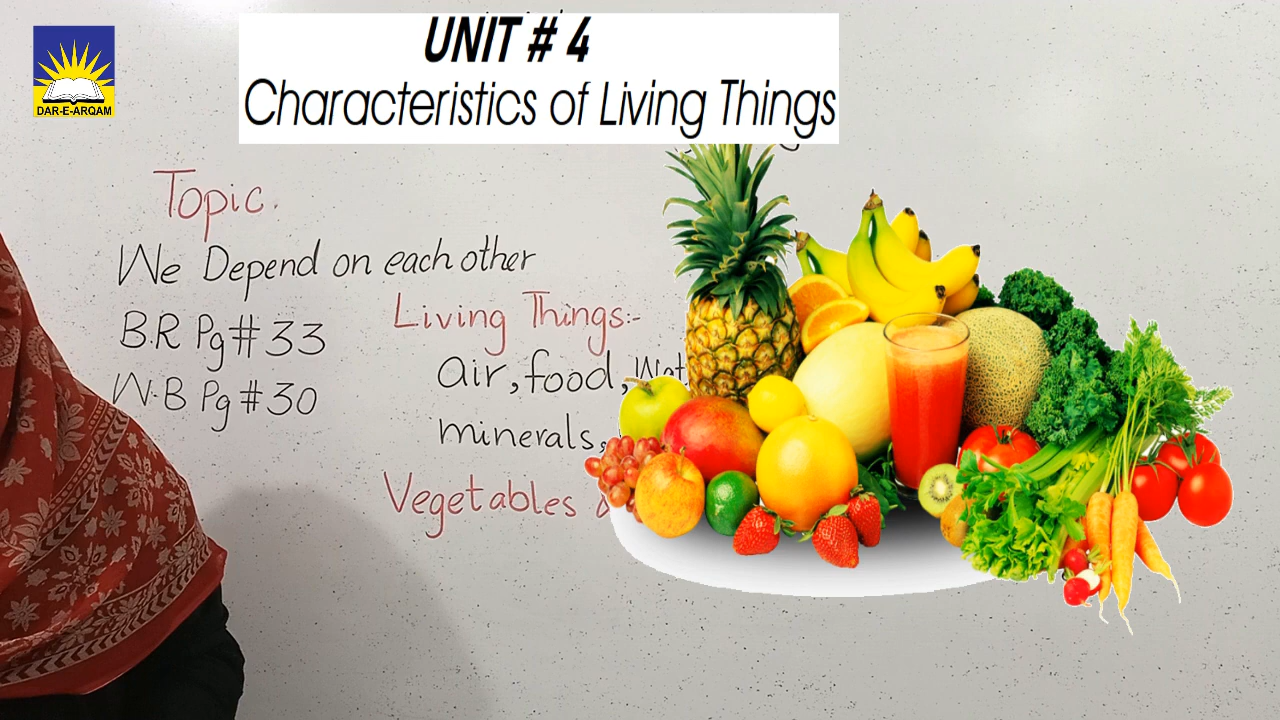 DAR-E-ARQAM
UNIT # 4
Characteristics of Living Things
Topic.
We Depend on each other
B.R Pg# 33
W.B Pg# 30
Living Things:-
air, food,
minerals,
Vegetables